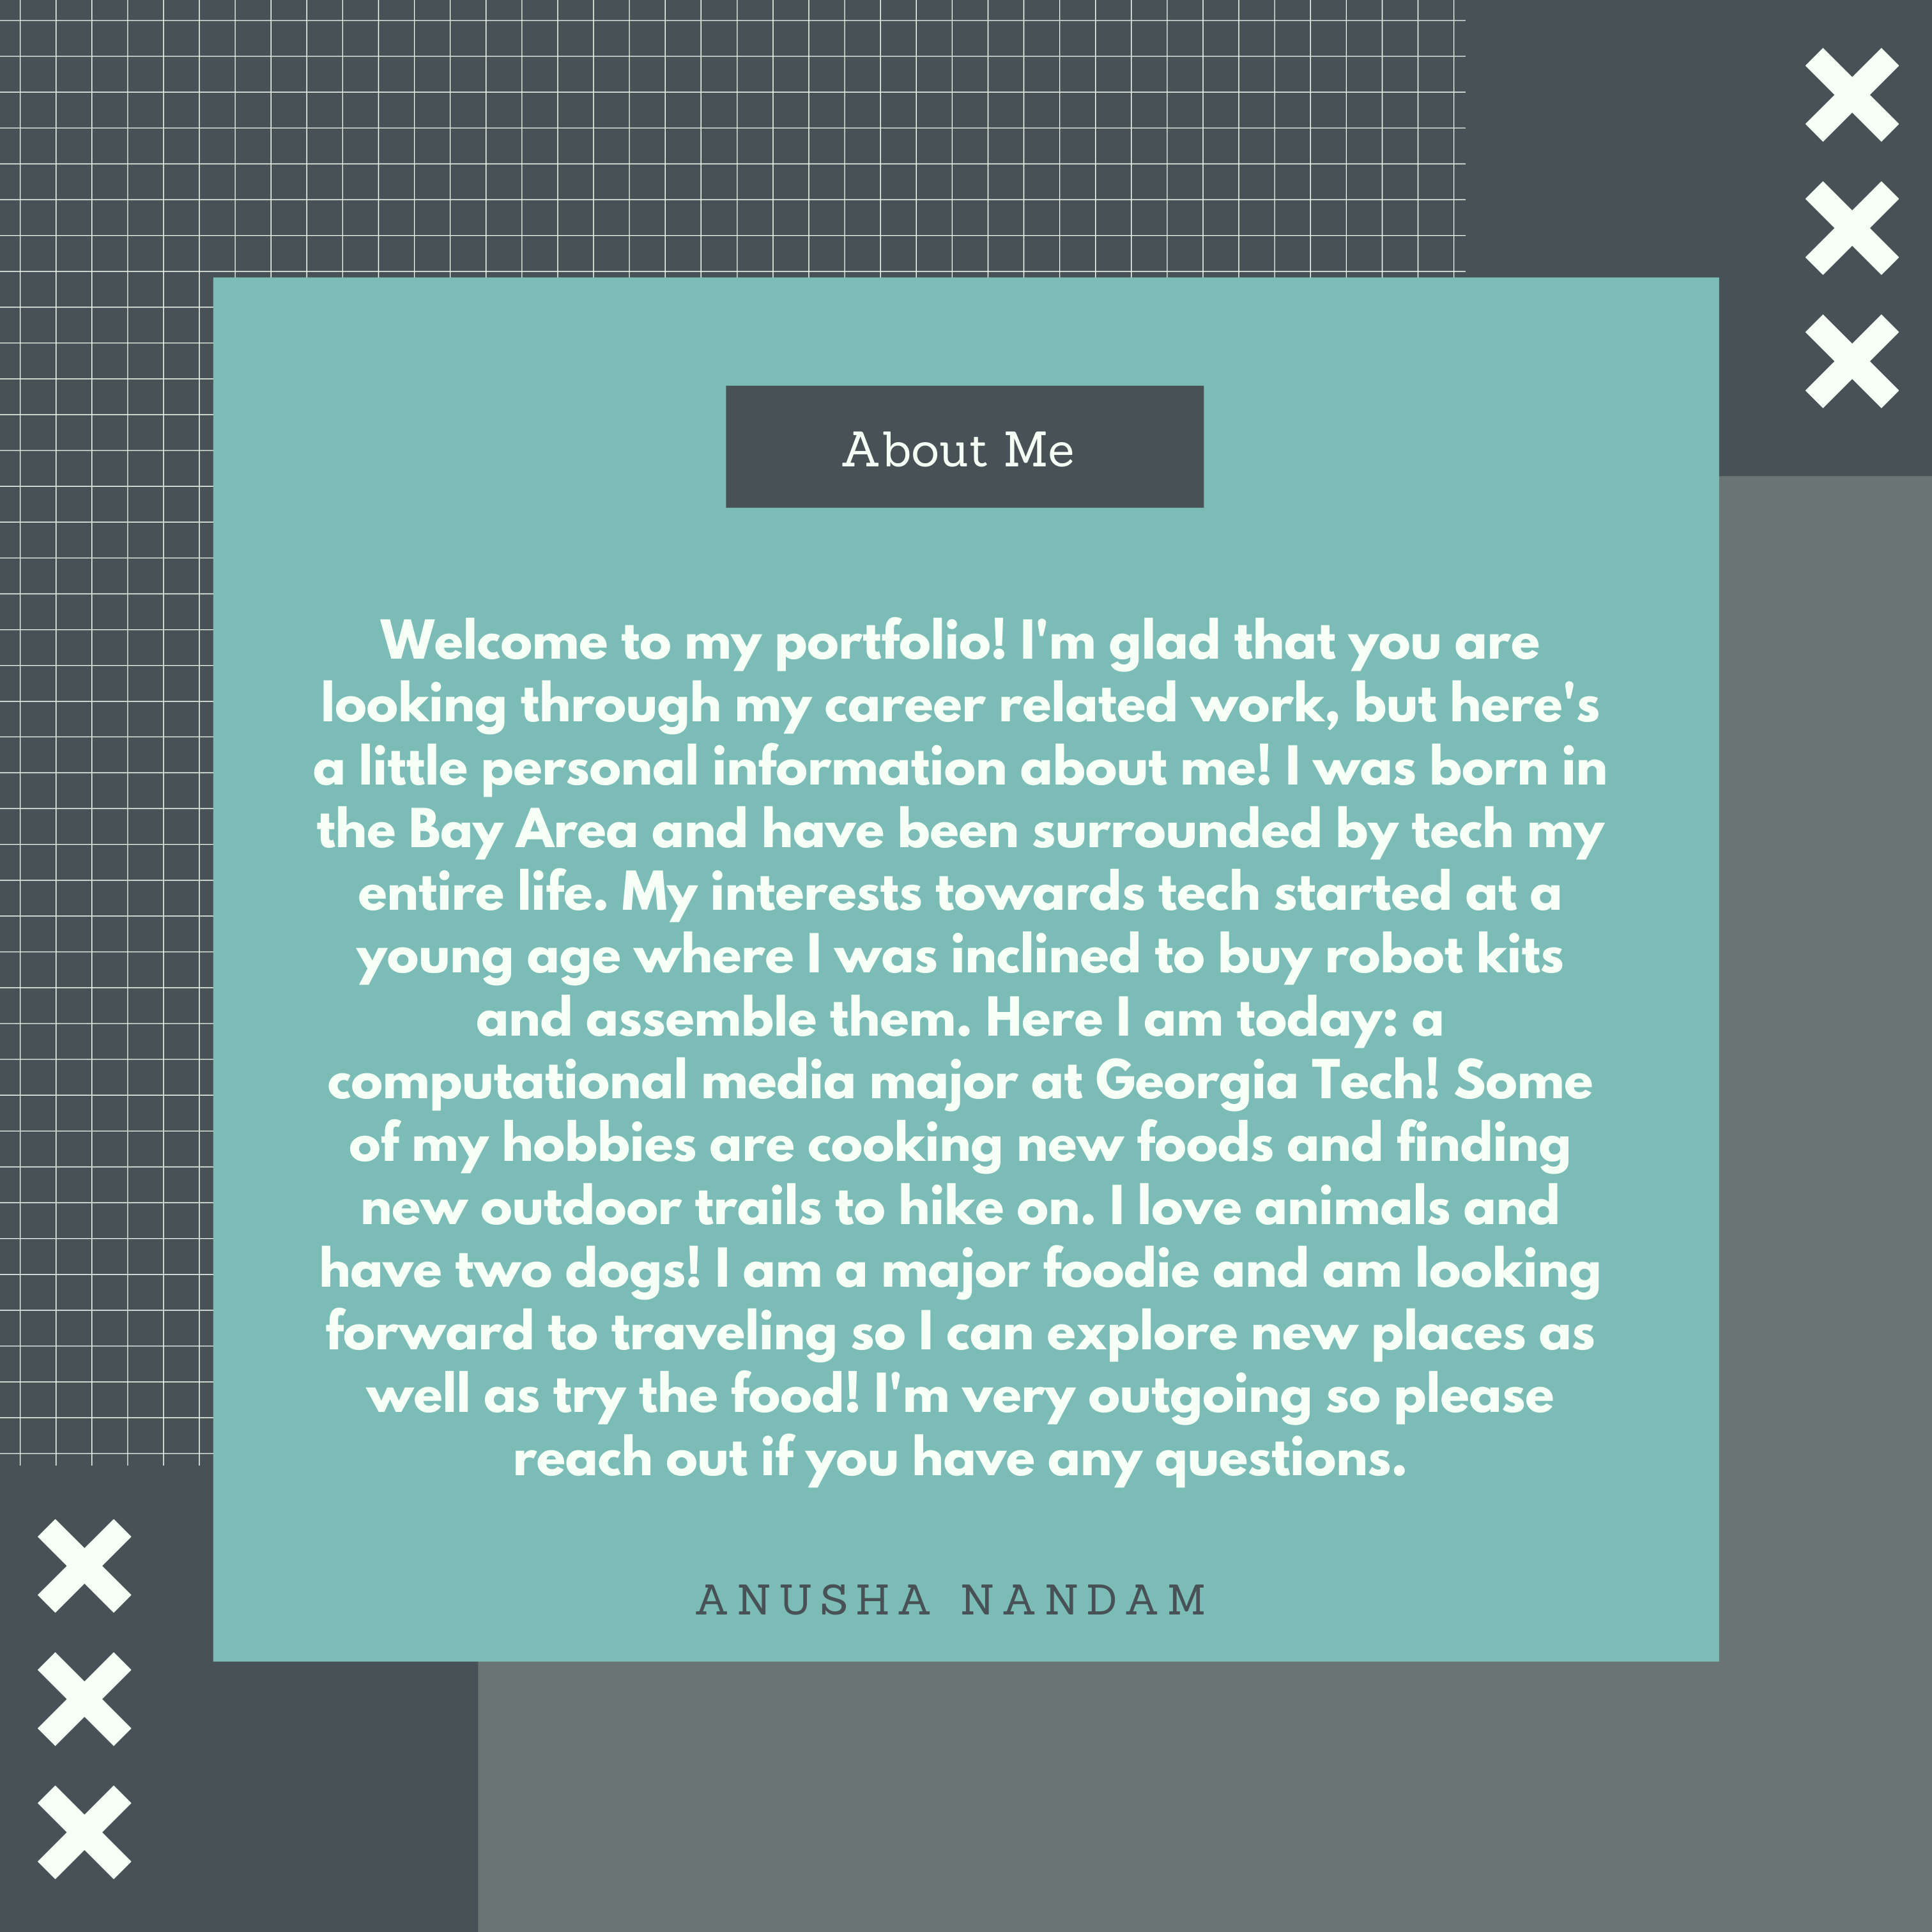 About Me
Welcome to my portfolio! I'm glad that you are
looking through my career related work, but here's
a little personal information about me! I was born in
the Bay Area and have been surrounded by tech my
entire life. My interests towards tech started at a
young age where I was inclined to buy robot kits
and assemble them. Here I am today: a
computational media major at Georgia Tech! Some
of my hobbies are cooking new foods and finding
new outdoor trails to hike on. I love animals and
have two dogs! I am a major foodie and am looking
forward to traveling so I can explore new places as
well as try the food! I'm very outgoing so please
reach out if you have any questions.
ANUSHA NANDAM